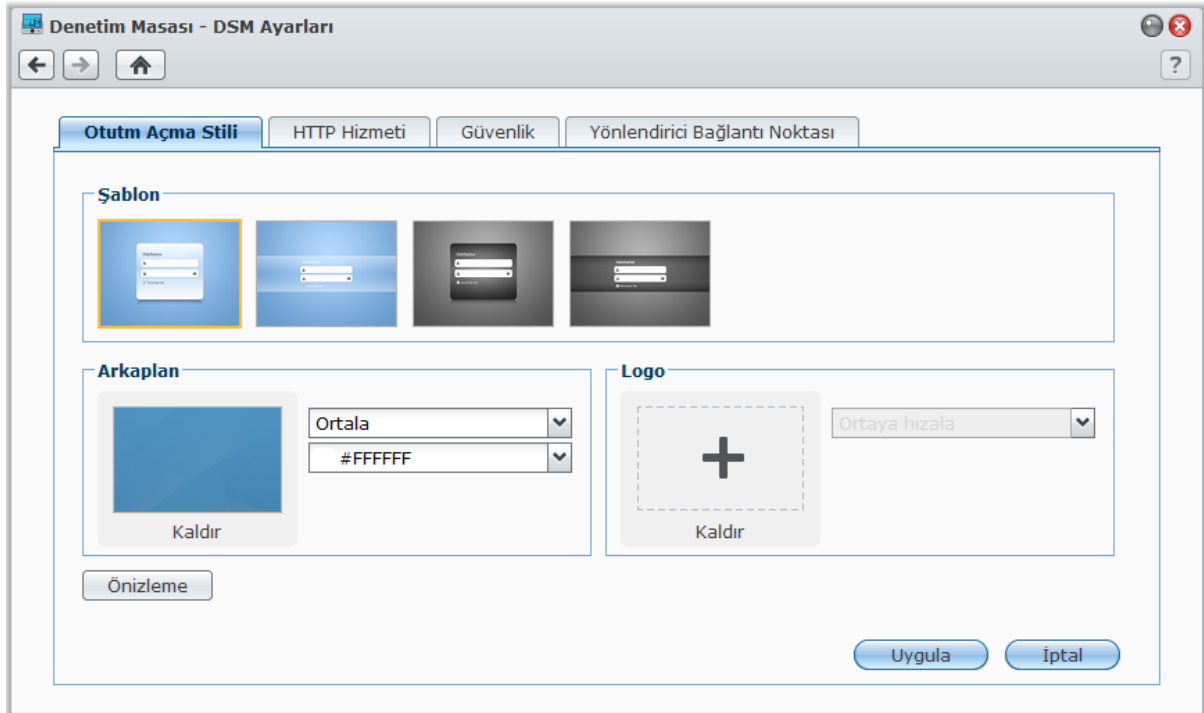 Denetim Masası - DSM Ayarları
?
Otutm Açma Stili
HTTP Hizmeti
Güvenlik
Yönlendirici Bağlantı Noktası
Şablon
Arkaplan
Ortala
#FFFFFF
Kaldır
Logo
Ortaya hizala
Kaldır
Önizleme
Uygula
İptal